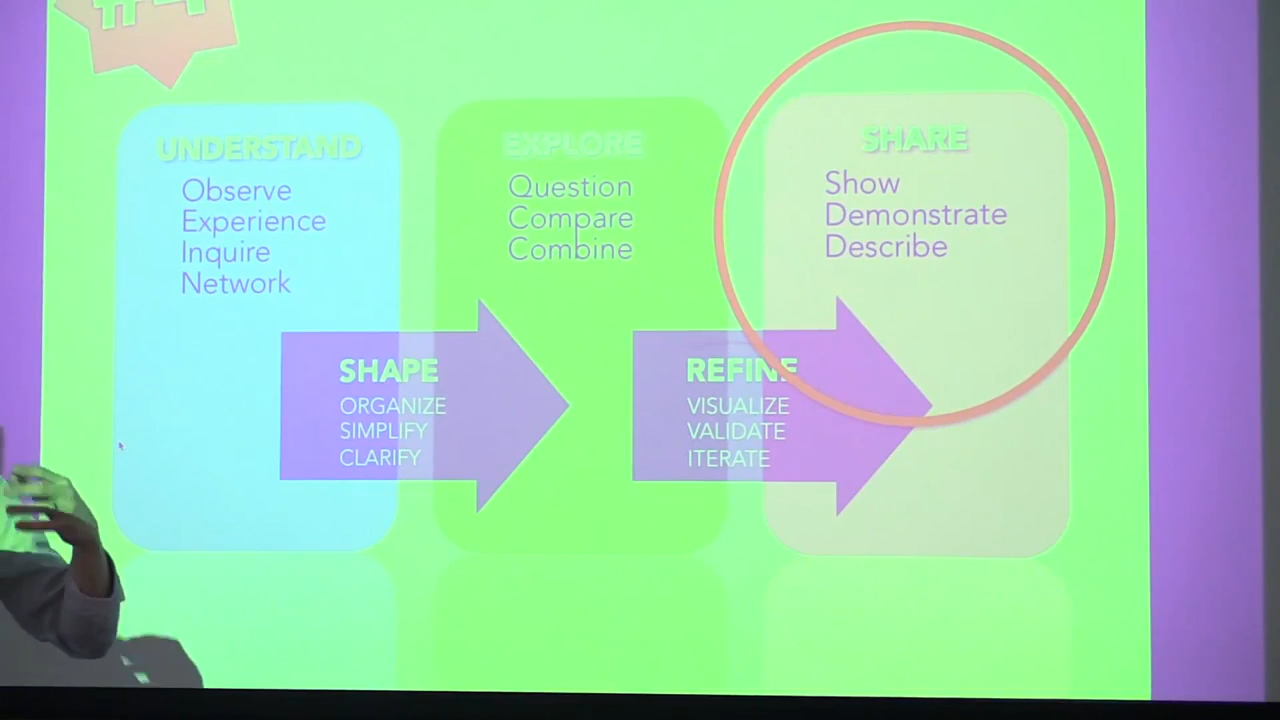 #4
UNDERSTAND
Observe
Experience
Inquire
Network
EXPLORE
Question
Compare
Combine
SHARE
Show
Demonstrate
Describe
SHAPE
ORGANIZE
SIMPLIFY
CLARIFY
REFINE
VISUALIZE
VALIDATE
ITERATE